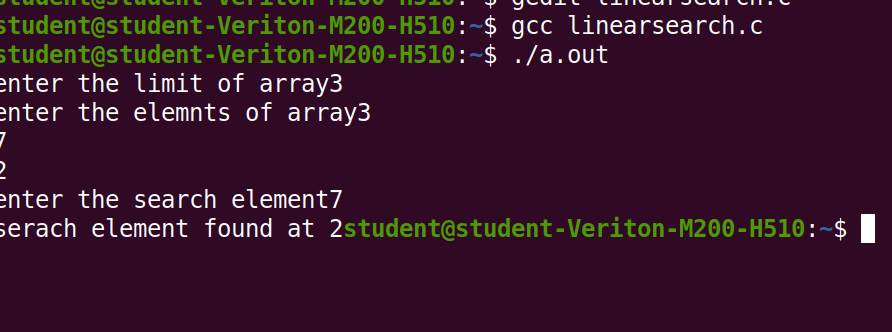 student@student-Veriton-M200-H510:~$ gedit linearsearch.c
student@student-Veriton-M200-H510:~$ gcc linearsearch.c
student@student-Veriton-M200-H510:~$ ./a.out
enter the limit of array3
enter the elemnts of array3
7
2
enter the search element7
serach element found at 2student@student-Veriton-M200-H510:~$